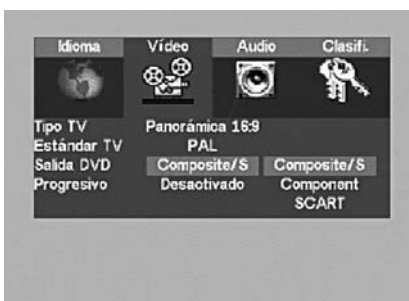 Idioma Vídeo Audio Clasifi.
Tipo TV Panorámica 16:9
Estándar TV PAL
Salida DVD Composite/S Composite/S
Progresivo Desactivado Component
SCART